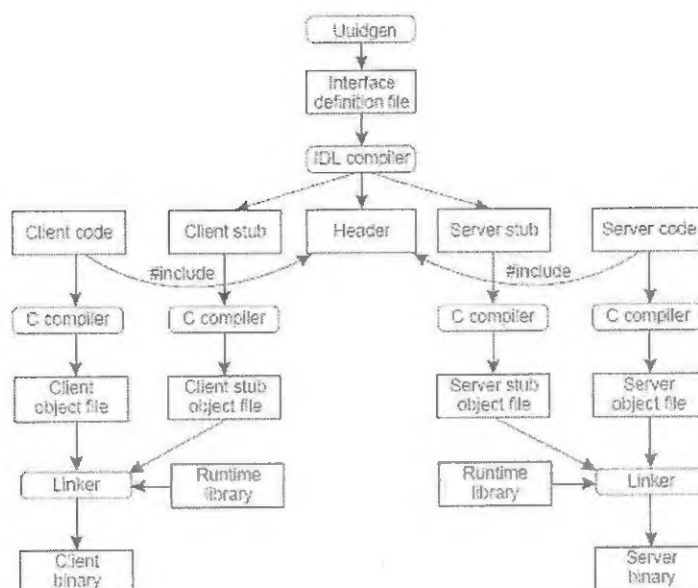 Uuidgen
Interface
definition file
IDL compiler
Client code
Client stub
Header
Server stub
Server code
#include
#include
C compiler
C compiler
C compiler
C compiler
Client
object file
Client stub
object file
Server stub
object file
Server
object file
Linker
Runtime
library
Runtime
library
Linker
Client
binary
Server
binary